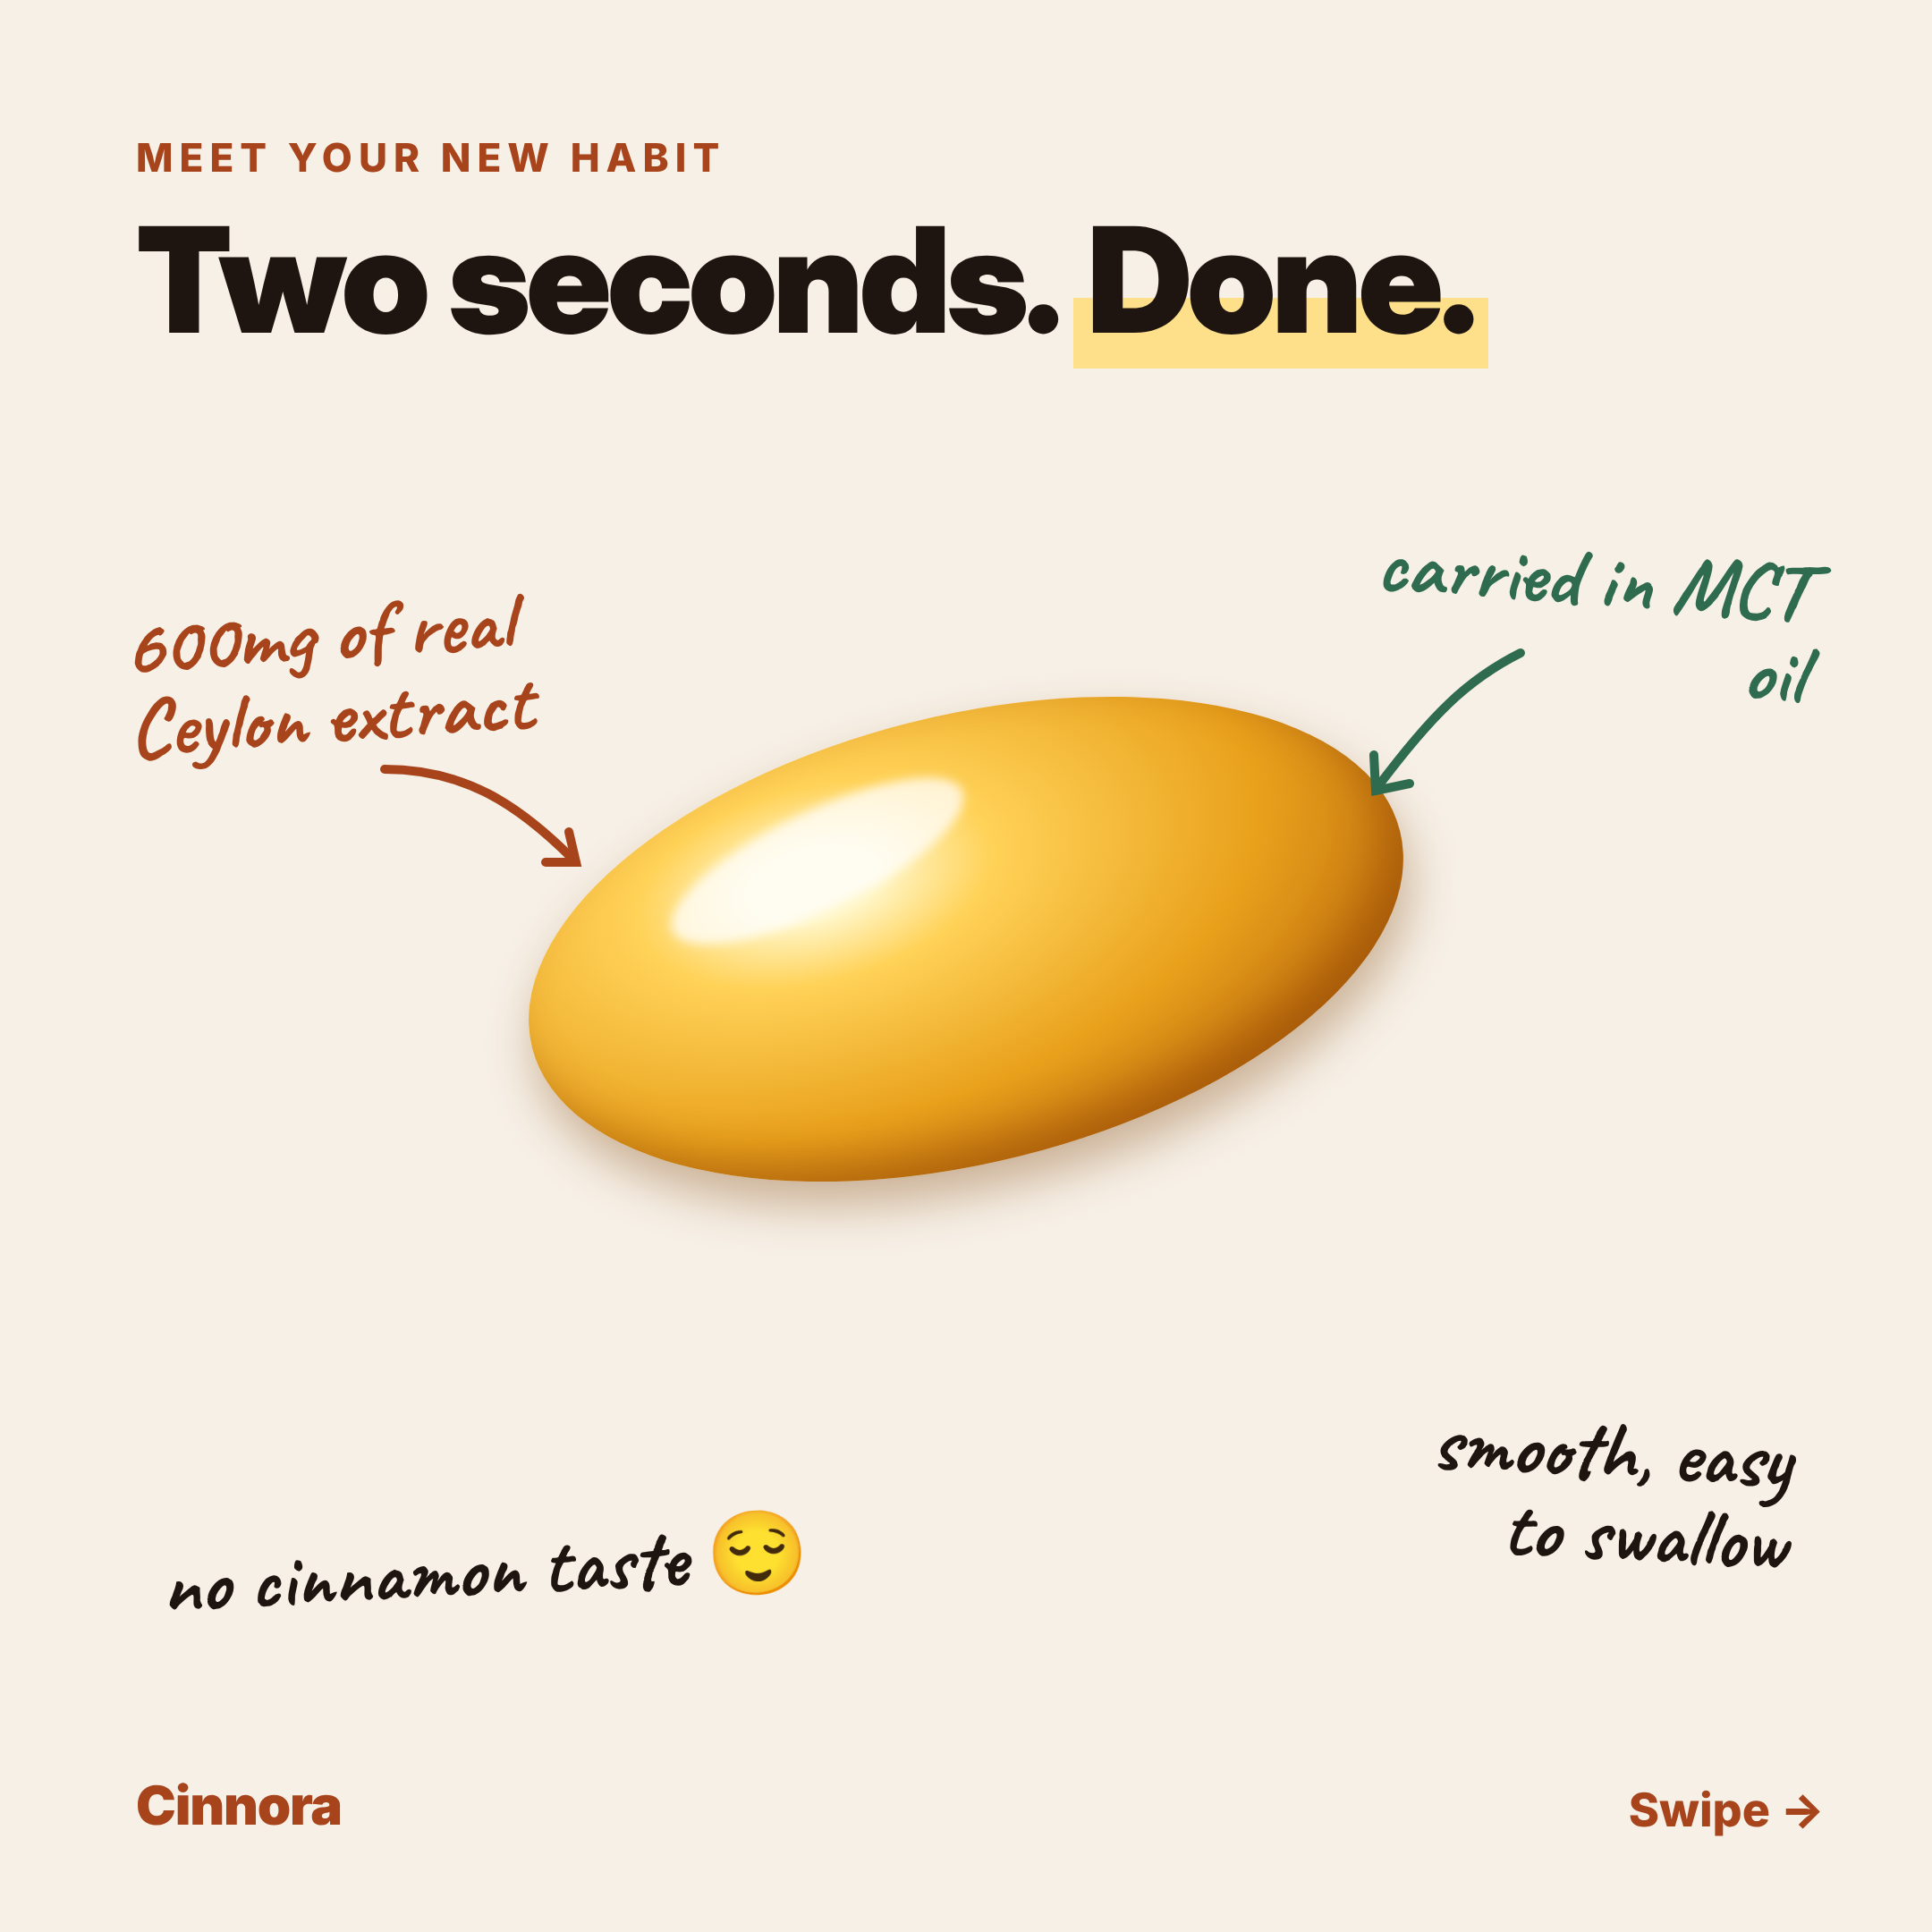 MEET YOUR NEW HABIT
Two seconds. Done.
600mg of real
Ceylon extract
carried in MCT
oil
no cinnamon taste 😌
smooth, easy
to swallow
Cinnora
Swipe →